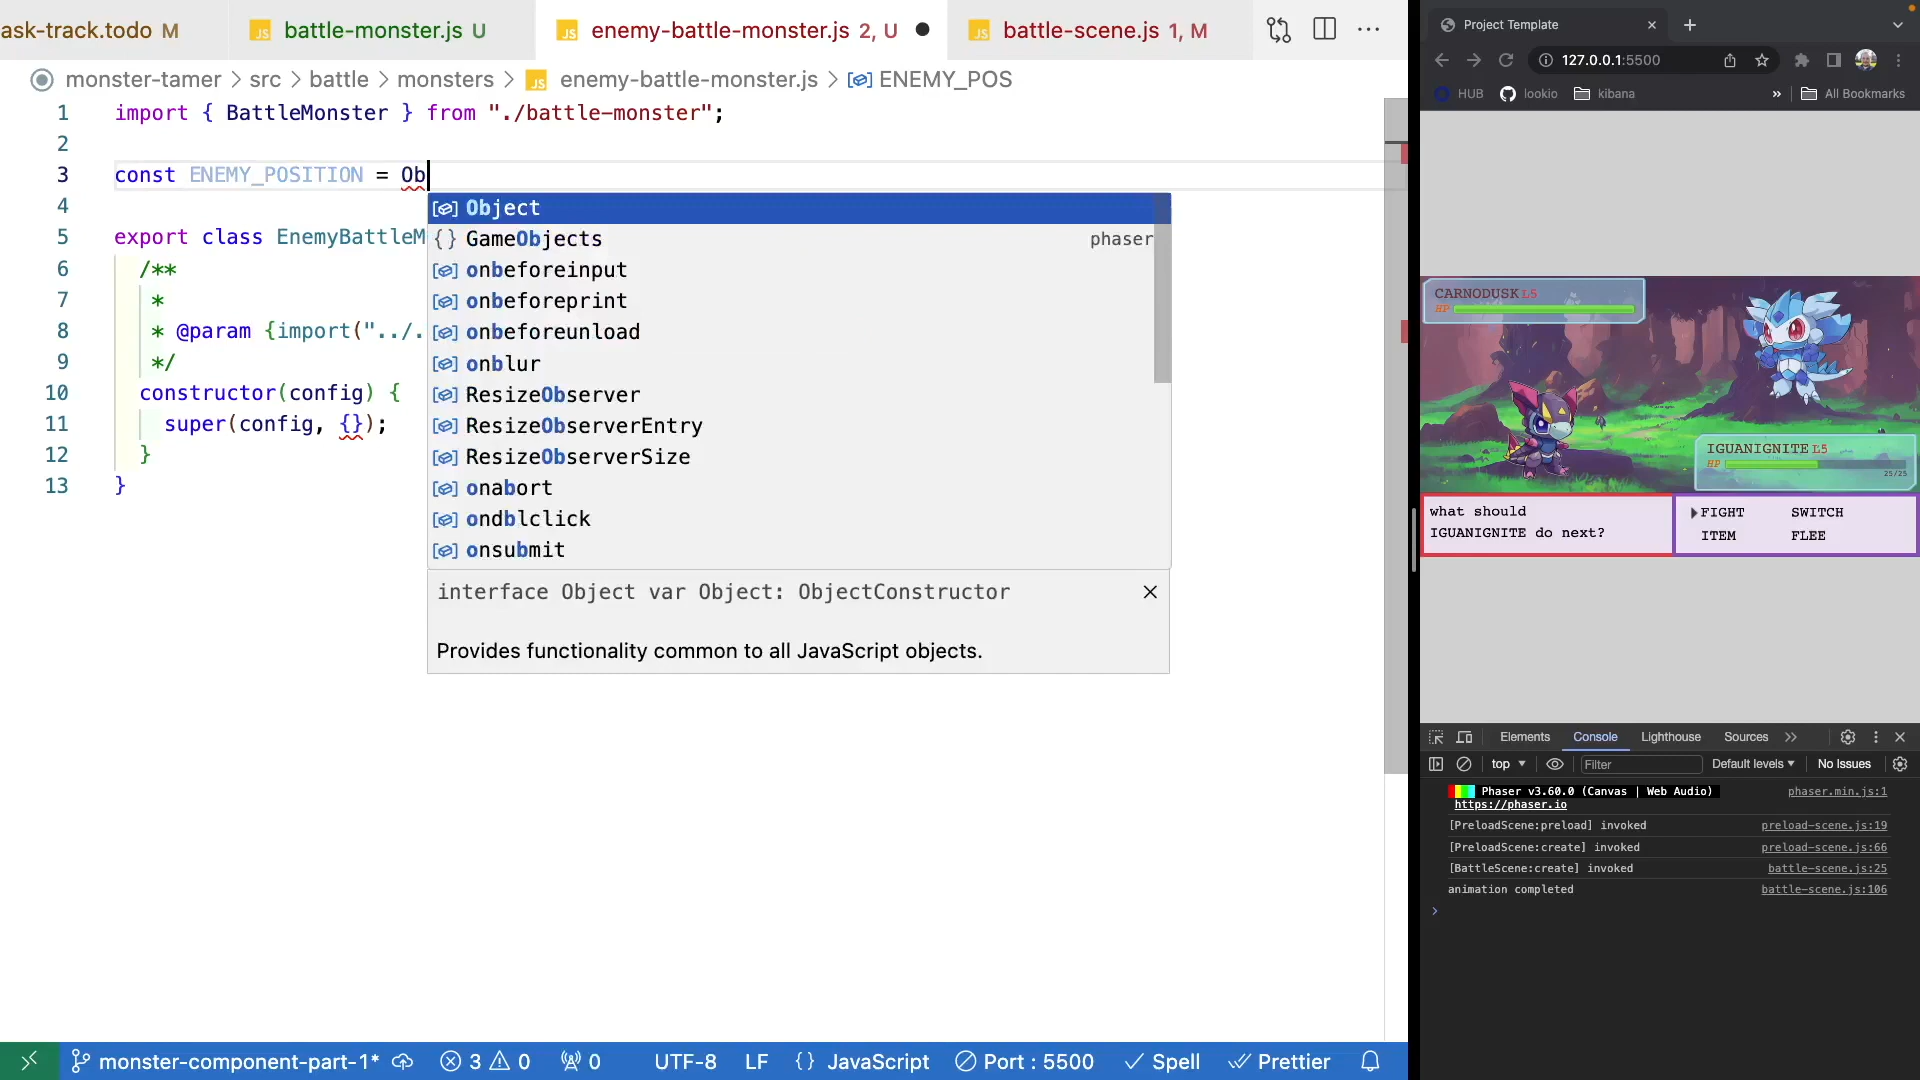 ask-track.todo M
battle-monster.js U
enemy-battle-monster.js 2, U
battle-scene.js 1, M
monster-tamer > src > battle > monsters > JS enemy-battle-monster.js > ENEMY_POS
1 import { BattleMonster } from "./battle-monster";
2
3 const ENEMY_POSITION = Ob
4
5 export class EnemyBattleM
6 /**
7 *
8 * @param {import("../.
9 */
10 constructor(config) {
11 super(config, {});
12 }
13 }
Object
GameObjects phaser
onbeforeinput
onbeforeprint
onbeforeunload
onblur
ResizeObserver
ResizeObserverEntry
ResizeObserverSize
onabort
ondblclick
onsubmit
interface Object var Object: ObjectConstructor
Provides functionality common to all JavaScript objects.
monster-component-part-1* 3 0 0 UTF-8 LF {} JavaScript Port : 5500 Spell Prettier
Project Template
127.0.0.1:5500
HUB lookio kibana » All Bookmarks
CARNODUSK L5
HP
IGUANIGNITE L5
HP
25/25
what should
IGUANIGNITE do next?
FIGHT SWITCH
ITEM FLEE
Elements Console Lighthouse Sources
top Filter Default levels No Issues
Phaser v3.60.0 (Canvas | Web Audio) phaser.min.js:1
https://phaser.io
[PreloadScene:preload] invoked preload-scene.js:19
[PreloadScene:create] invoked preload-scene.js:66
[BattleScene:create] invoked battle-scene.js:25
animation completed battle-scene.js:106